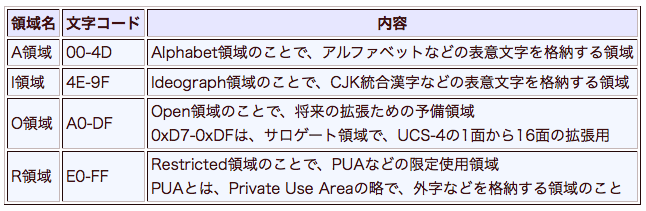 領域名 文字コード 内容
A領域 00-4D Alphabet領域のことで、アルファベットなどの表意文字を格納する領域
I領域 4E-9F Ideograph領域のことで、CJK統合漢字などの表意文字を格納する領域
O領域 A0-DF Open領域のことで、将来の拡張ための予備領域
0xD7-0xDFは、サロゲート領域で、UCS-4の1面から16面の拡張用
R領域 E0-FF Restricted領域のことで、PUAなどの限定使用領域
PUAとは、Private Use Areaの略で、外字などを格納する領域のこと